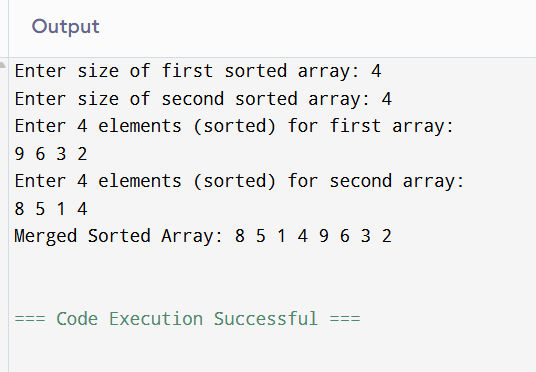 Output
Enter size of first sorted array: 4
Enter size of second sorted array: 4
Enter 4 elements (sorted) for first array:
9 6 3 2
Enter 4 elements (sorted) for second array:
8 5 1 4
Merged Sorted Array: 8 5 1 4 9 6 3 2
=== Code Execution Successful ===